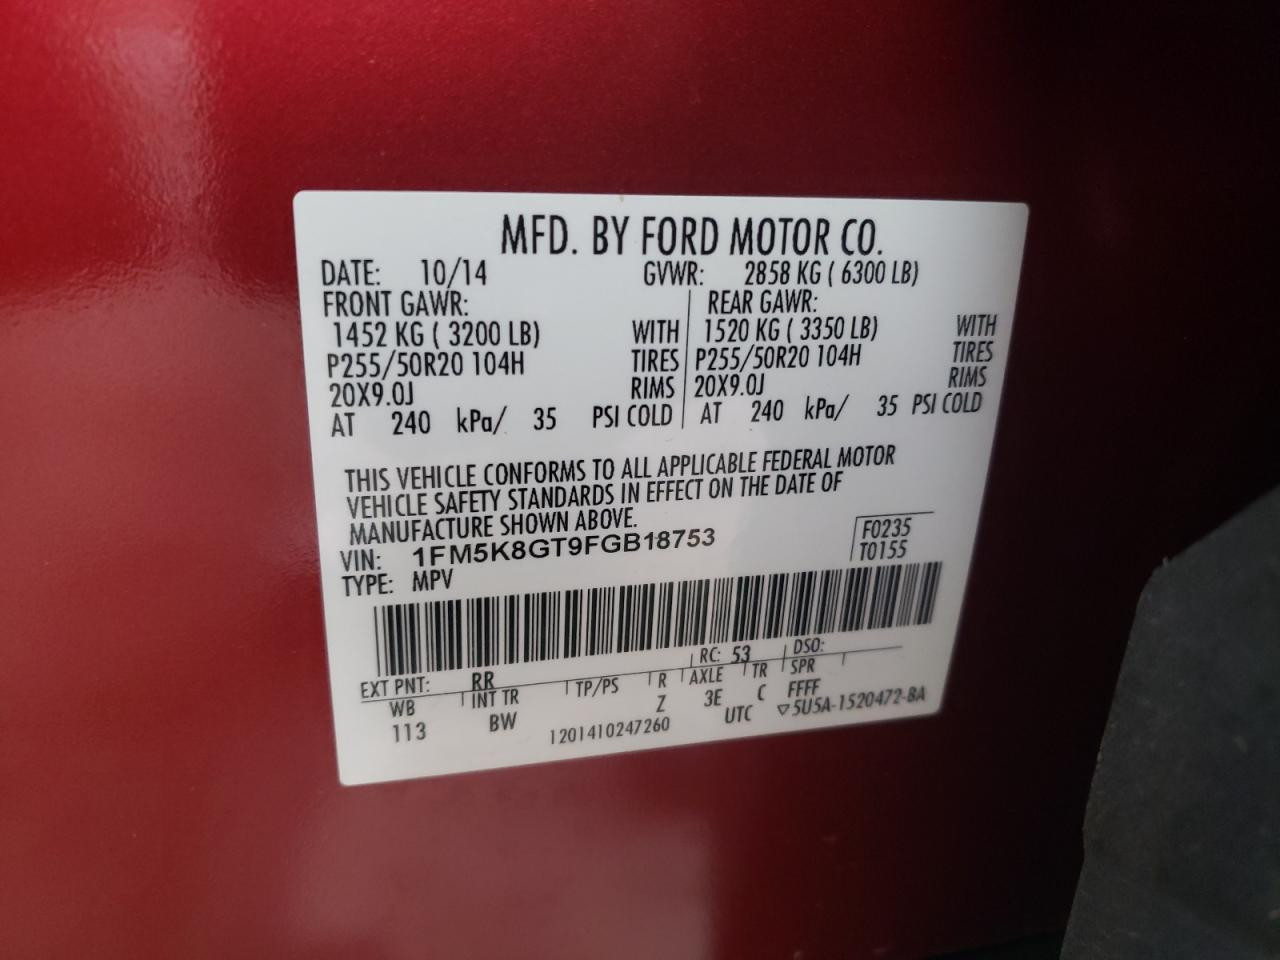 MFD. BY FORD MOTOR CO.
DATE: 10/14 GVWR: 2858 KG ( 6300 LB)
FRONT GAWR: REAR GAWR:
1452 KG ( 3200 LB) WITH 1520 KG ( 3350 LB) WITH
P255/50R20 104H TIRES P255/50R20 104H TIRES
20X9.0J RIMS 20X9.0J RIMS
AT 240 kPa/ 35 PSI COLD AT 240 kPa/ 35 PSI COLD
THIS VEHICLE CONFORMS TO ALL APPLICABLE FEDERAL MOTOR
VEHICLE SAFETY STANDARDS IN EFFECT ON THE DATE OF
MANUFACTURE SHOWN ABOVE.
VIN: 1FM5K8GT9FGB18753 F0235
TYPE: MPV T0155
EXT PNT: RR RC: 53 DSO:
WB INT TR TP/PS R AXLE TR SPR
113 BW Z 3E C FFFF
1201410247260 UTC ▽5U5A-1520472-BA